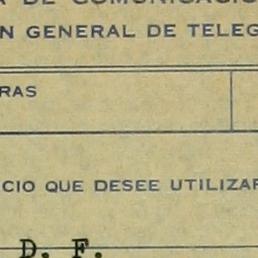 DE COMUNICACIO
N GENERAL DE TELEG
RAS
CIO QUE DESEE UTILIZAR
D. F.